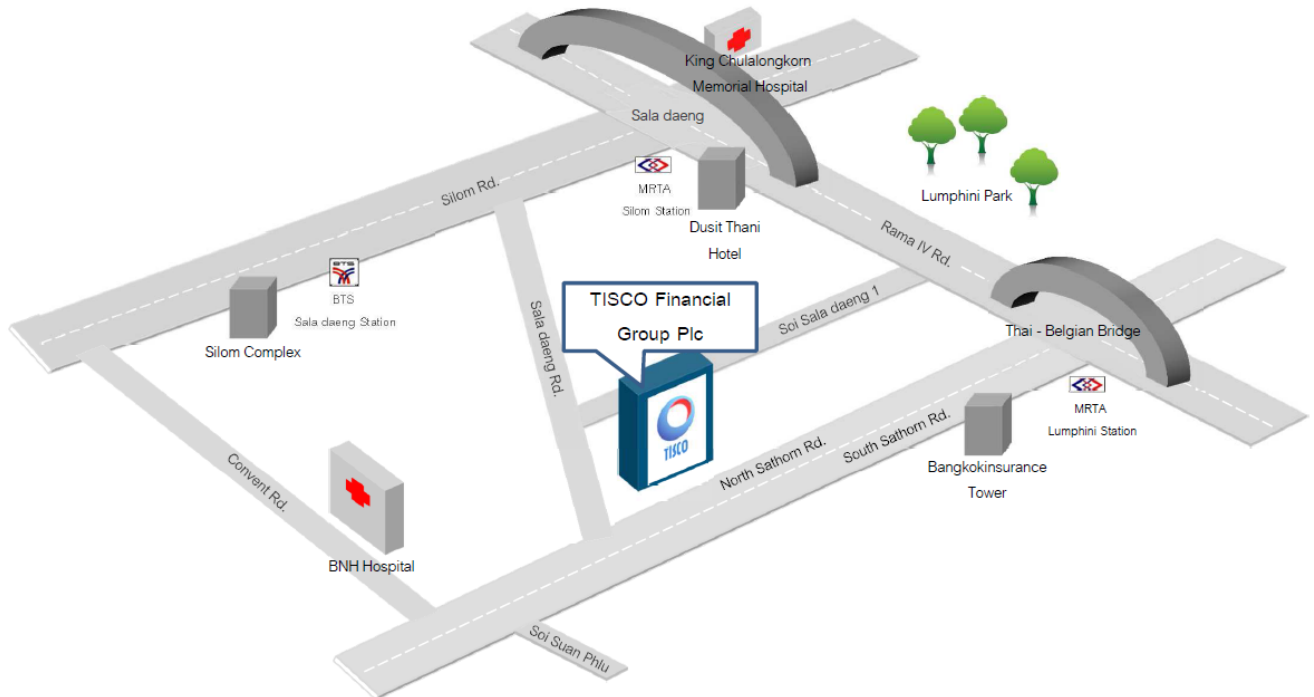 King Chulalongkorn
Memorial Hospital
Sala daeng
MRTA
Silom Station
Silom Rd.
Dusit Thani
Hotel
Lumphini Park
Rama IV Rd.
BTS
BTS
Sala daeng Station
Silom Complex
Sala daeng Rd.
TISCO Financial
Group Plc
Soi Sala daeng 1
Thai - Belgian Bridge
MRTA
Lumphini Station
TISCO
North Sathorn Rd.
South Sathorn Rd.
Bangkokinsurance
Tower
Convent Rd.
BNH Hospital
Soi Suan Phlu